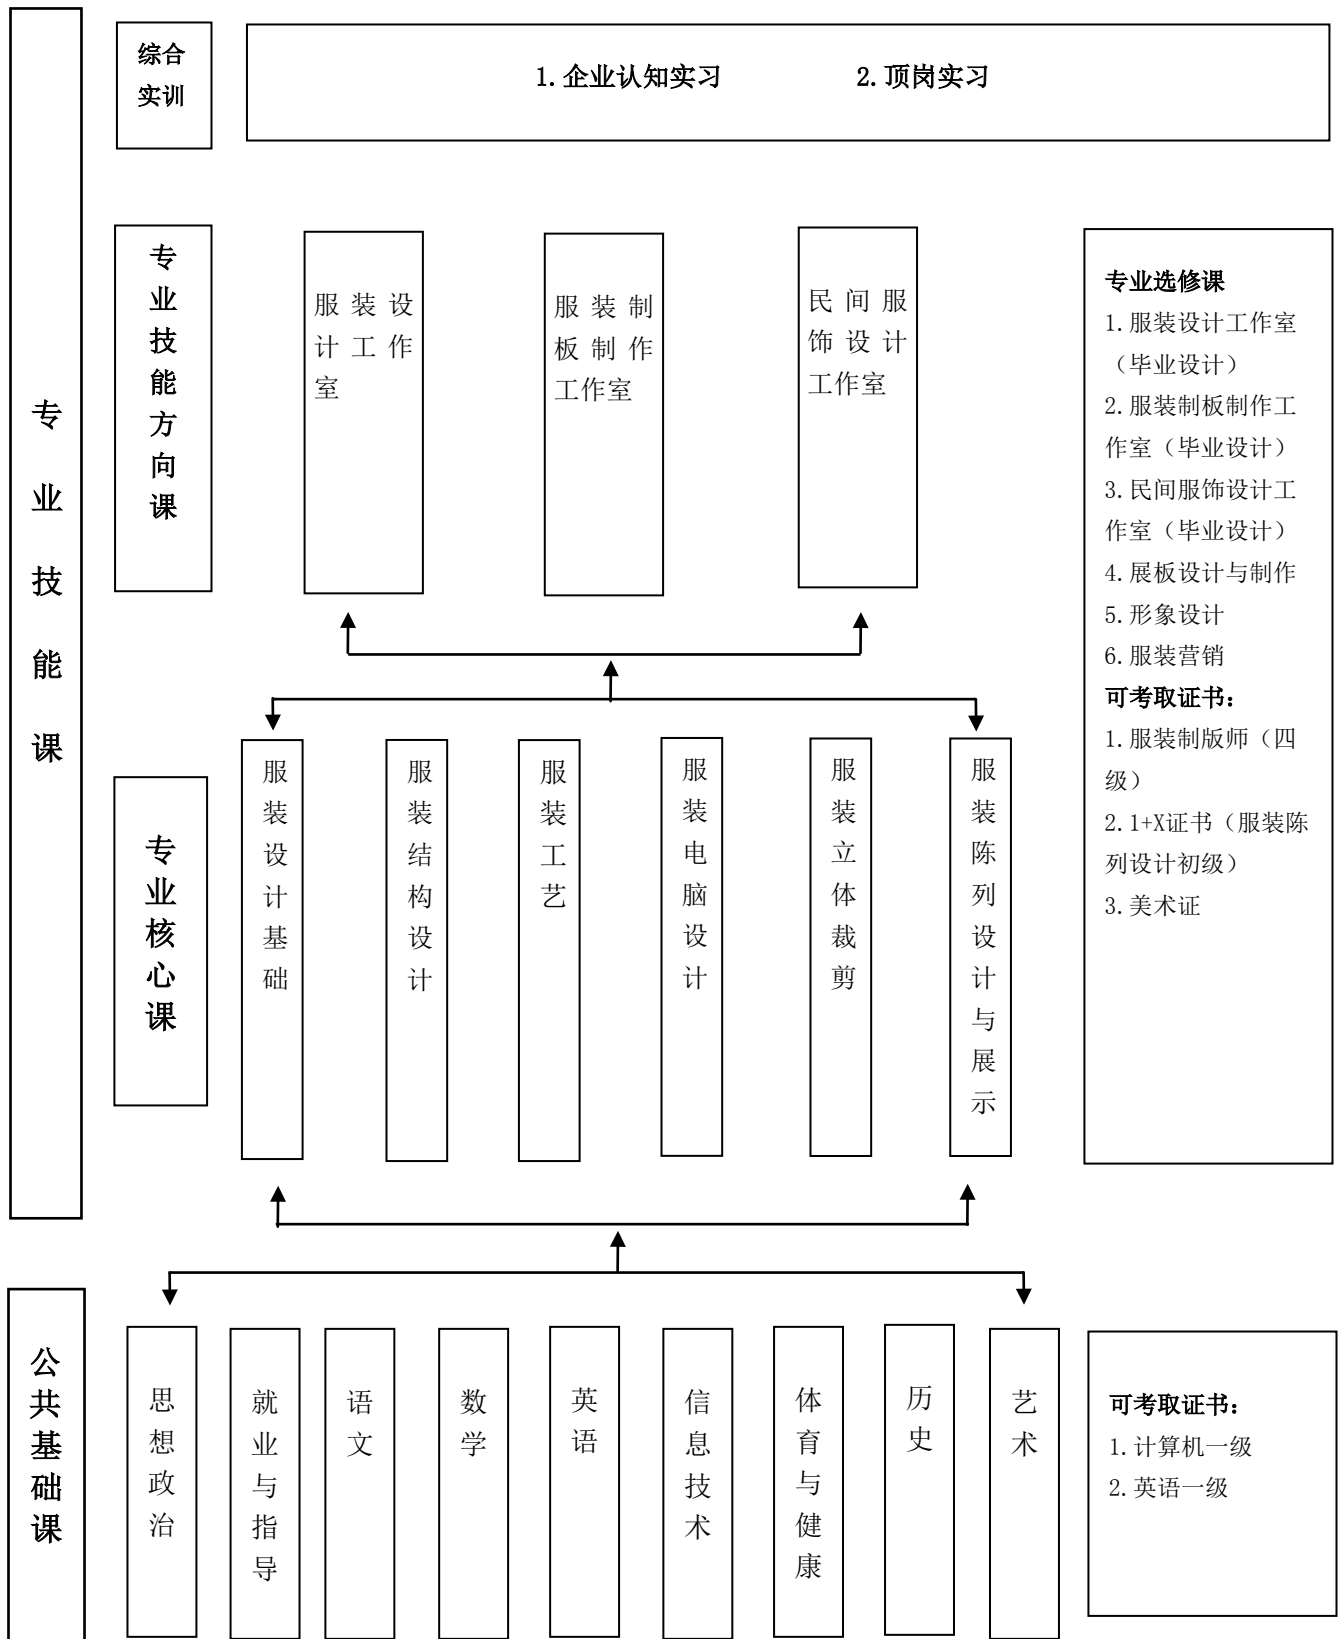 专业技能课
综合
实训
1.企业认知实习 2.顶岗实习
专业技能方向课
服装设
计工作
室
服装制
板制作
工作室
民间服
饰设计
工作室
专业选修课
1.服装设计工作室
（毕业设计）
2.服装制板制作工
作室（毕业设计）
3.民间服饰设计工
作室（毕业设计）
4.展板设计与制作
5.形象设计
6.服装营销
可考取证书：
1.服装制版师（四
级）
2.1+X证书（服装陈
列设计初级）
3.美术证
专业核心课
服装设计基础
服装结构设计
服装工艺
服装电脑设计
服装立体裁剪
服装陈列设计与展示
公共基础课
思想政治
就业与指导
语文
数学
英语
信息技术
体育与健康
历史
艺术
可考取证书：
1.计算机一级
2.英语一级